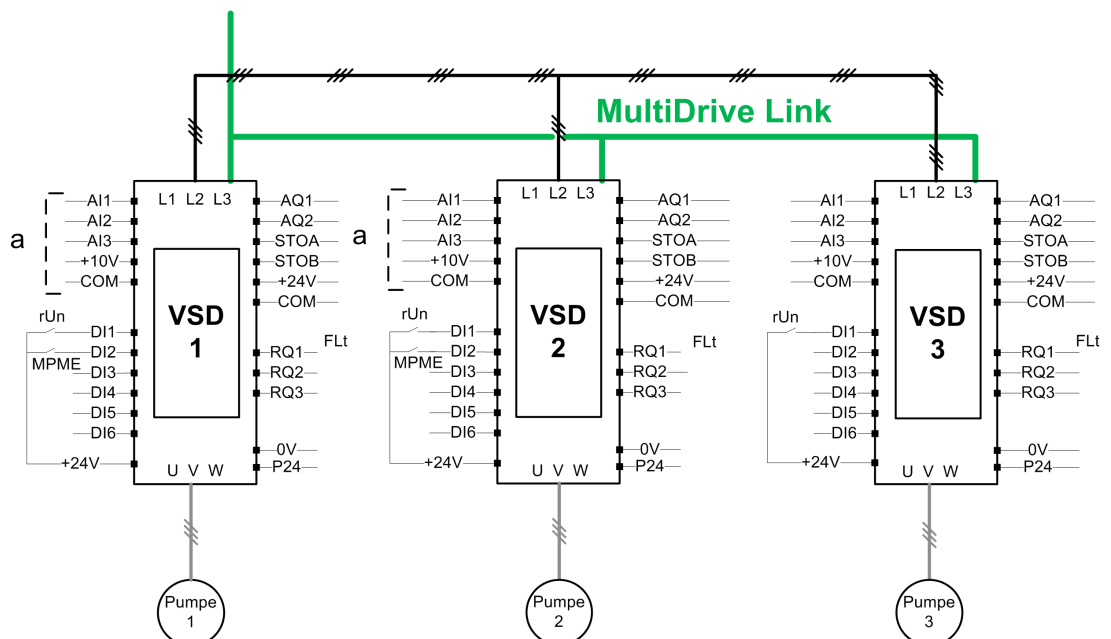 MultiDrive Link
L1 L2 L3
AI1
AI2
AI3
+10V
COM
a
AQ1
AQ2
STOA
STOB
+24V
COM
VSD
1
rUn
DI1
DI2
MPME
DI3
DI4
DI5
DI6
+24V
FLt
RQ1
RQ2
RQ3
0V
P24
U V W
Pumpe
1
L1 L2 L3
AI1
AI2
AI3
+10V
COM
a
AQ1
AQ2
STOA
STOB
+24V
COM
VSD
2
rUn
DI1
DI2
MPME
DI3
DI4
DI5
DI6
+24V
FLt
RQ1
RQ2
RQ3
0V
P24
U V W
Pumpe
2
L1 L2 L3
AI1
AI2
AI3
+10V
COM
AQ1
AQ2
STOA
STOB
+24V
COM
VSD
3
rUn
DI1
DI2
DI3
DI4
DI5
DI6
+24V
FLt
RQ1
RQ2
RQ3
0V
P24
U V W
Pumpe
3